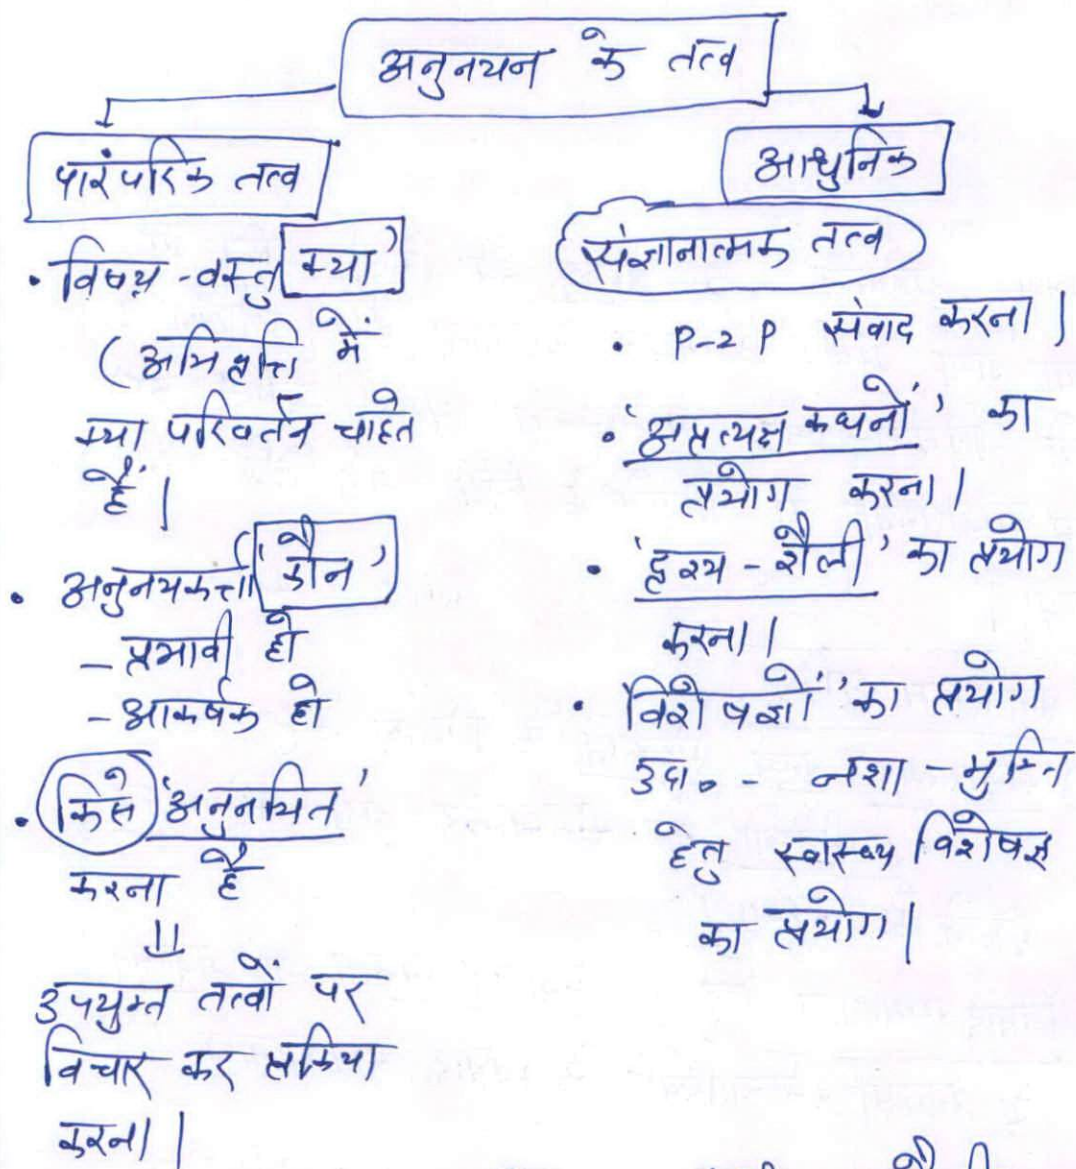 अनुनयन के तत्व
पारंपरिक तत्व
• विषय-वस्तु 'क्या'
(अभिवृत्ति में
क्या परिवर्तन चाहते
हैं।
• अनुनयकर्त्ता 'कौन'
- प्रभावी हो
- आकर्षक हो
• किसे 'अनुनयित'
करना है
उपयुक्त तत्वों पर
विचार कर प्रक्रिया
करना।
आधुनिक
संज्ञानात्मक तत्व
• P-2P संवाद करना।
• 'अप्रत्यक्ष कथनों' का
प्रयोग करना।
• 'दृश्य-शैली' का प्रयोग
करना।
• विशेषज्ञों' का प्रयोग
उदा.- नशा-मुक्ति
हेतु स्वास्थ्य विशेषज्ञ
का प्रयोग।